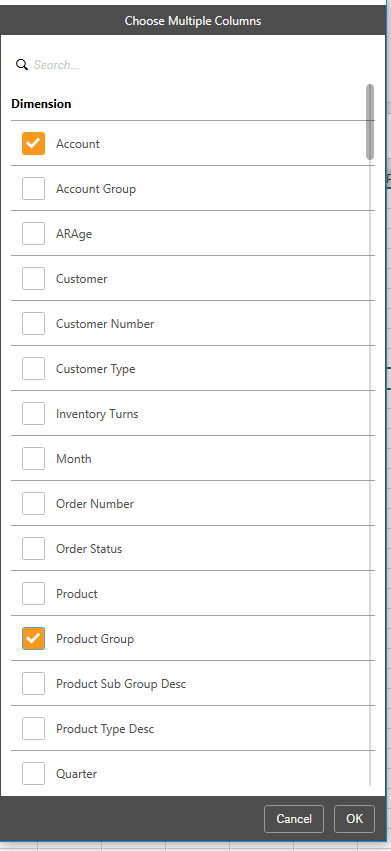 Choose Multiple Columns
Search...
Dimension
Account
Account Group
ARAge
Customer
Customer Number
Customer Type
Inventory Turns
Month
Order Number
Order Status
Product
Product Group
Product Sub Group Desc
Product Type Desc
Quarter
Cancel OK